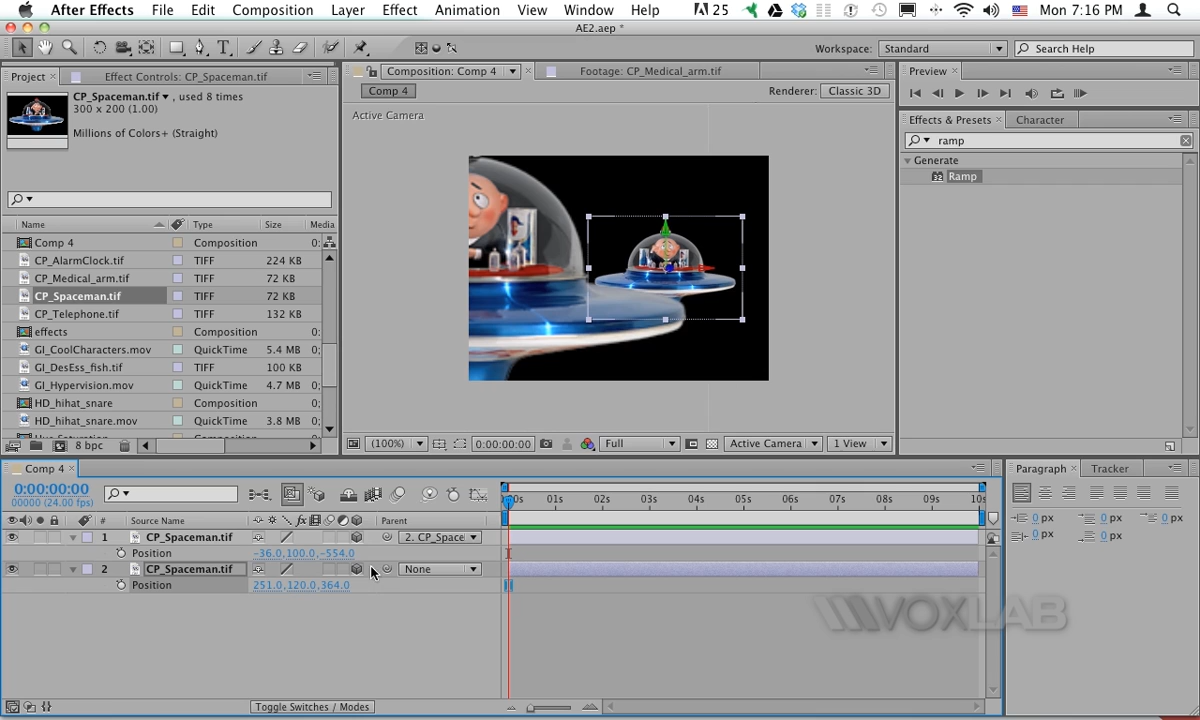 After Effects File Edit Composition Layer Effect Animation View Window Help 25 Mon 7:16 PM
AE2.aep *
Workspace: Standard Search Help
Project × Effect Controls: CP_Spaceman.tif
CP_Spaceman.tif , used 8 times
300 x 200 (1.00)
Millions of Colors+ (Straight)
Name Type Size Media
Comp 4 Composition 0:
CP_AlarmClock.tif TIFF 224 KB
CP_Medical_arm.tif TIFF 72 KB
CP_Spaceman.tif TIFF 72 KB
CP_Telephone.tif TIFF 132 KB
effects Composition 0:
GI_CoolCharacters.mov QuickTime 5.4 MB 0:
GI_DesEss_fish.tif TIFF 100 KB
GI_Hypervision.mov QuickTime 4.7 MB 0:
HD_hihat_snare Composition 0:
HD_hihat_snare.mov QuickTime 3.8 MB 0:
8 bpc
Composition: Comp 4 × Footage: CP_Medical_arm.tif
Comp 4 Renderer: Classic 3D
Active Camera
(100%) 0:00:00:00 Full Active Camera 1 View
Preview ×
Effects & Presets × Character
ramp
Generate
32 Ramp
Comp 4 ×
0:00:00:00
00000 (24.00 fps)
# Source Name fx Parent
00s 01s 02s 03s 04s 05s 06s 07s 08s 09s 10s
1 CP_Spaceman.tif 2. CP_Space
Position -36.0,100.0,-554.0
2 CP_Spaceman.tif None
Position 251.0,120.0,364.0
Toggle Switches / Modes
Paragraph × Tracker
0 px 0 px 0 px
0 px 0 px
VOXLAB